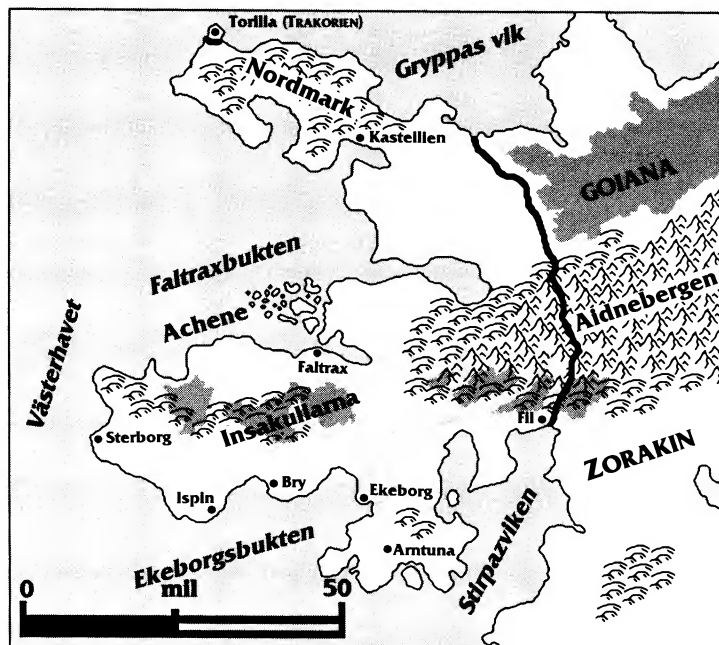 Torilla (TRAKORIEN)
Gryppas vik
Nordmark
Kastellien
GOIANA
Faltraxbukten
Achene
Aidnebergen
Västerhavet
Faltrax
Insakullarna
Fil
Sterborg
ZORAKIN
Bry
Ekeborg
Ispin
Arntuna
Stirpazviken
Ekeborgsbukten
0 mil 50